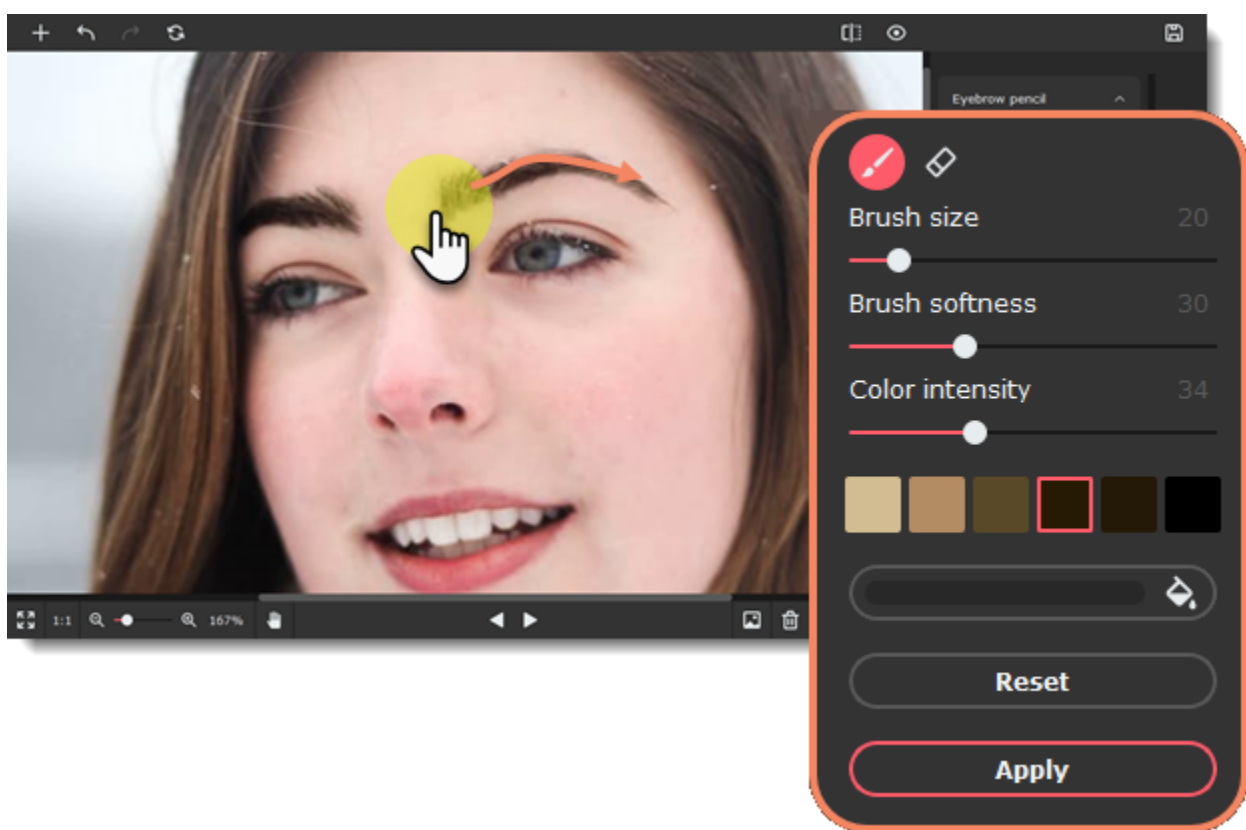 Eyebrow pencil
Brush size 20
Brush softness 30
Color intensity 34
1:1
167%
Reset
Apply